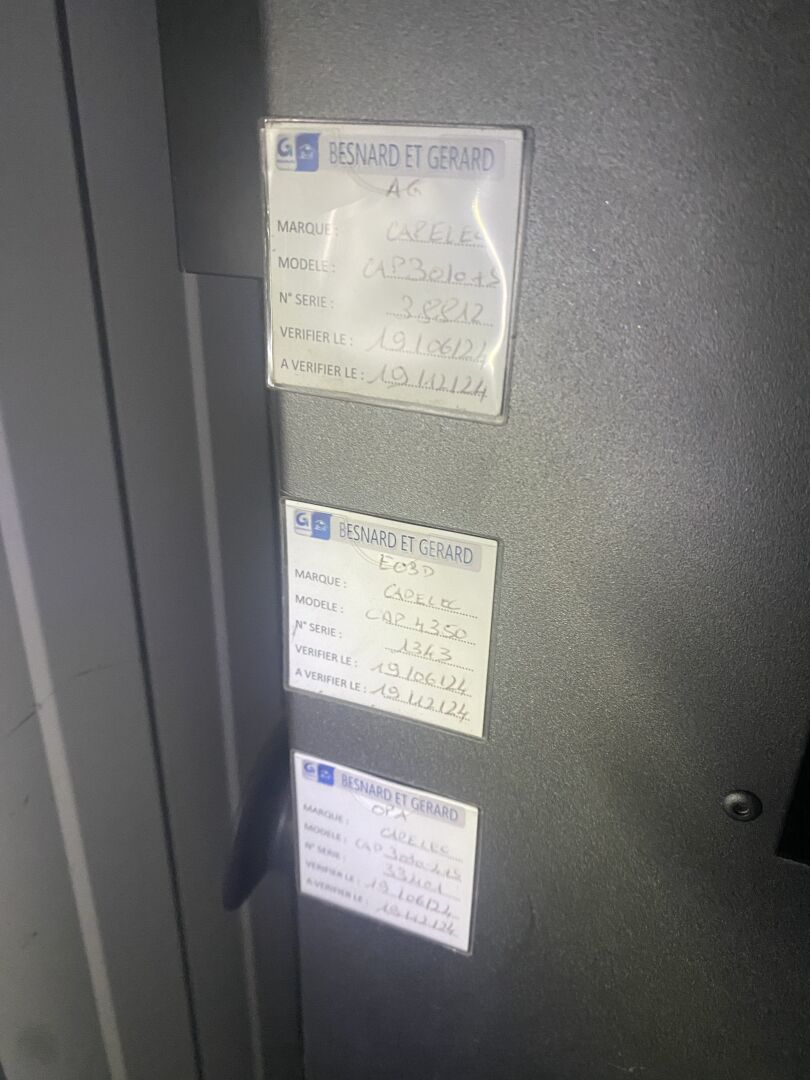 BESNARD ET GERARD
AG
MARQUE : CAPELEC
MODELE : CAP3010+S
N° SERIE : 38812
VERIFIER LE : 19/06/24
A VERIFIER LE : 19/12/24
BESNARD ET GERARD
EOBD
MARQUE : CAPELEC
MODELE : CAP 4350
N° SERIE : 1343
VERIFIER LE : 19/06/24
A VERIFIER LE : 19/12/24
BESNARD ET GERARD
OPA
MARQUE : CAPELEC
MODELE :
N° SERIE :
VERIFIER LE : 19/06/24
A VERIFIER LE : 19/12/24